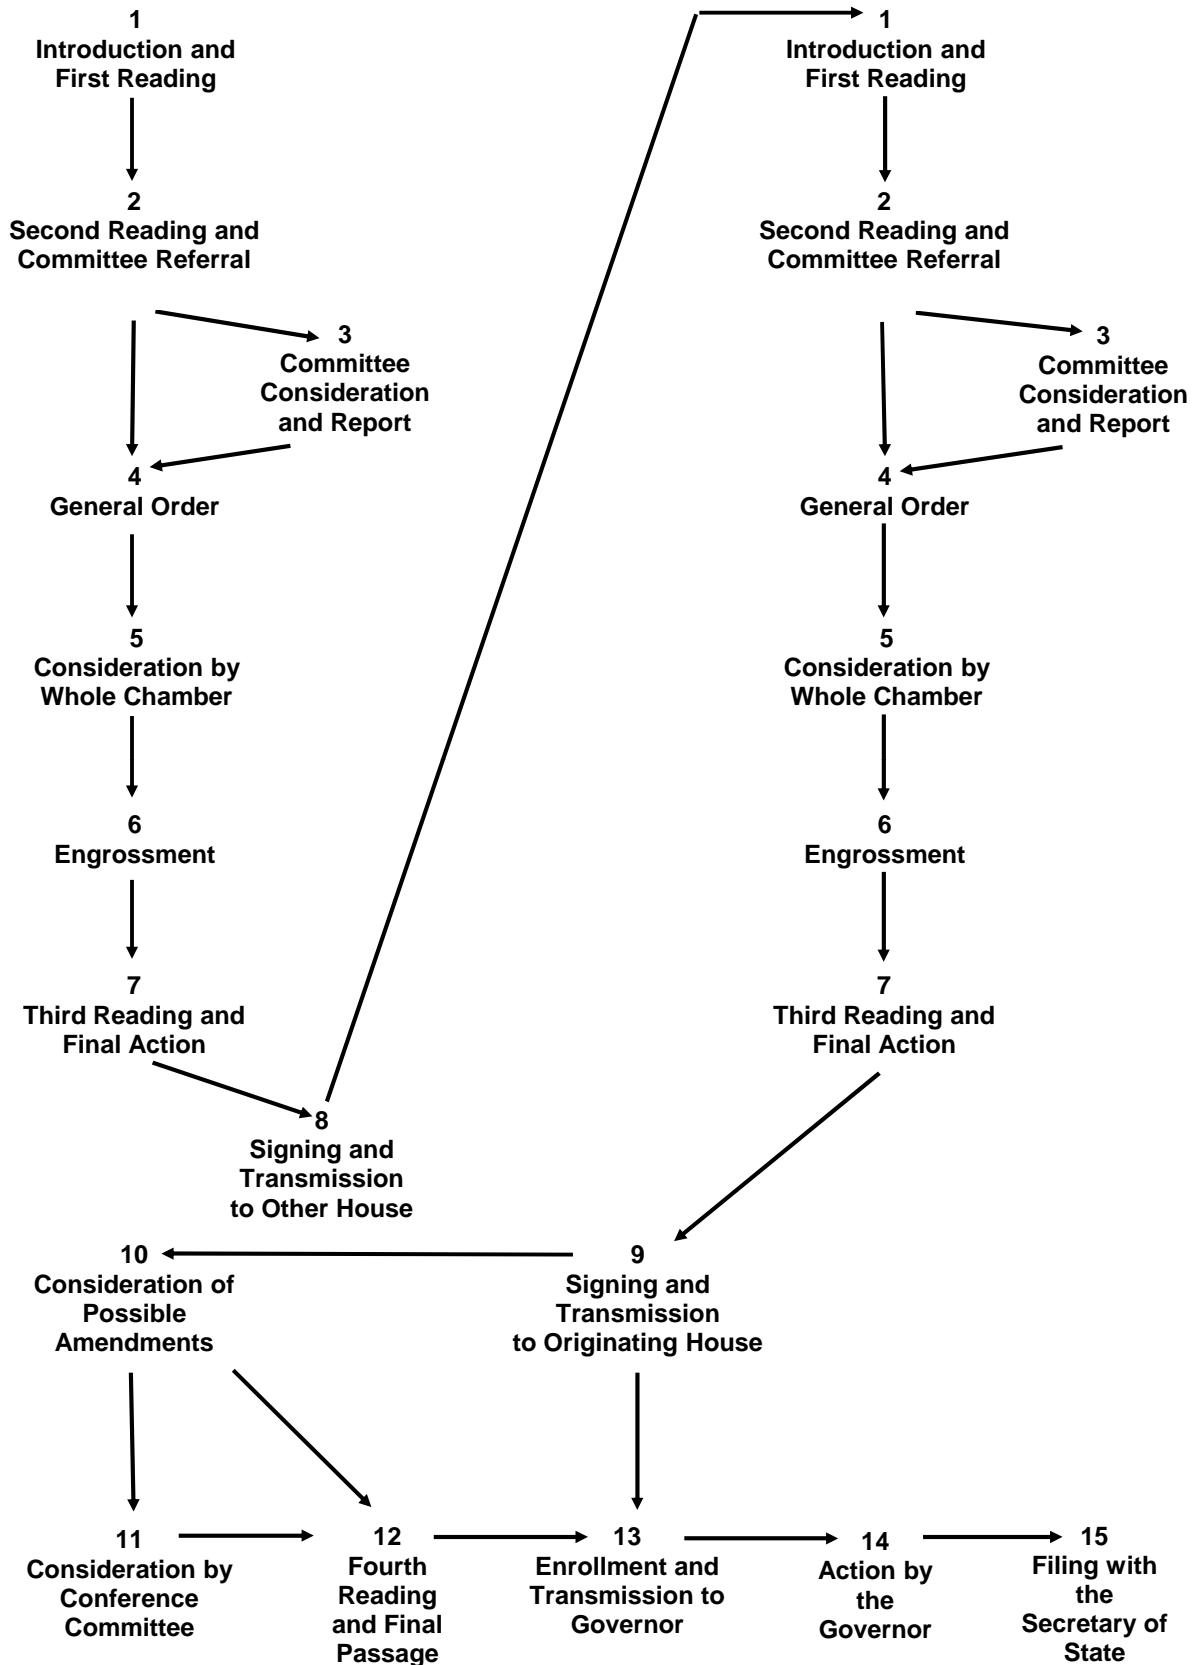 1
Introduction and
First Reading
2
Second Reading and
Committee Referral
3
Committee
Consideration
and Report
4
General Order
5
Consideration by
Whole Chamber
6
Engrossment
7
Third Reading and
Final Action
8
Signing and
Transmission
to Other House
1
Introduction and
First Reading
2
Second Reading and
Committee Referral
3
Committee
Consideration
and Report
4
General Order
5
Consideration by
Whole Chamber
6
Engrossment
7
Third Reading and
Final Action
9
Signing and
Transmission
to Originating House
10
Consideration of
Possible
Amendments
11
Consideration by
Conference
Committee
12
Fourth
Reading
and Final
Passage
13
Enrollment and
Transmission to
Governor
14
Action by
the
Governor
15
Filing with
the
Secretary of
State